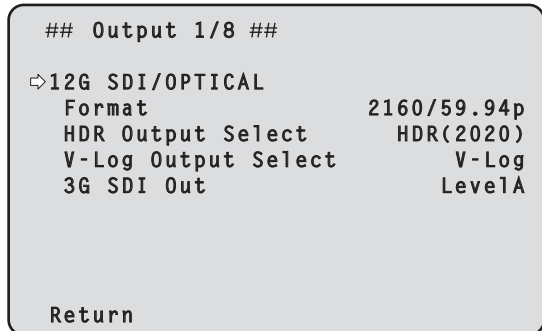 ## Output 1/8 ##
⇨12G SDI/OPTICAL
Format 2160/59.94p
HDR Output Select HDR(2020)
V-Log Output Select V-Log
3G SDI Out LevelA
Return